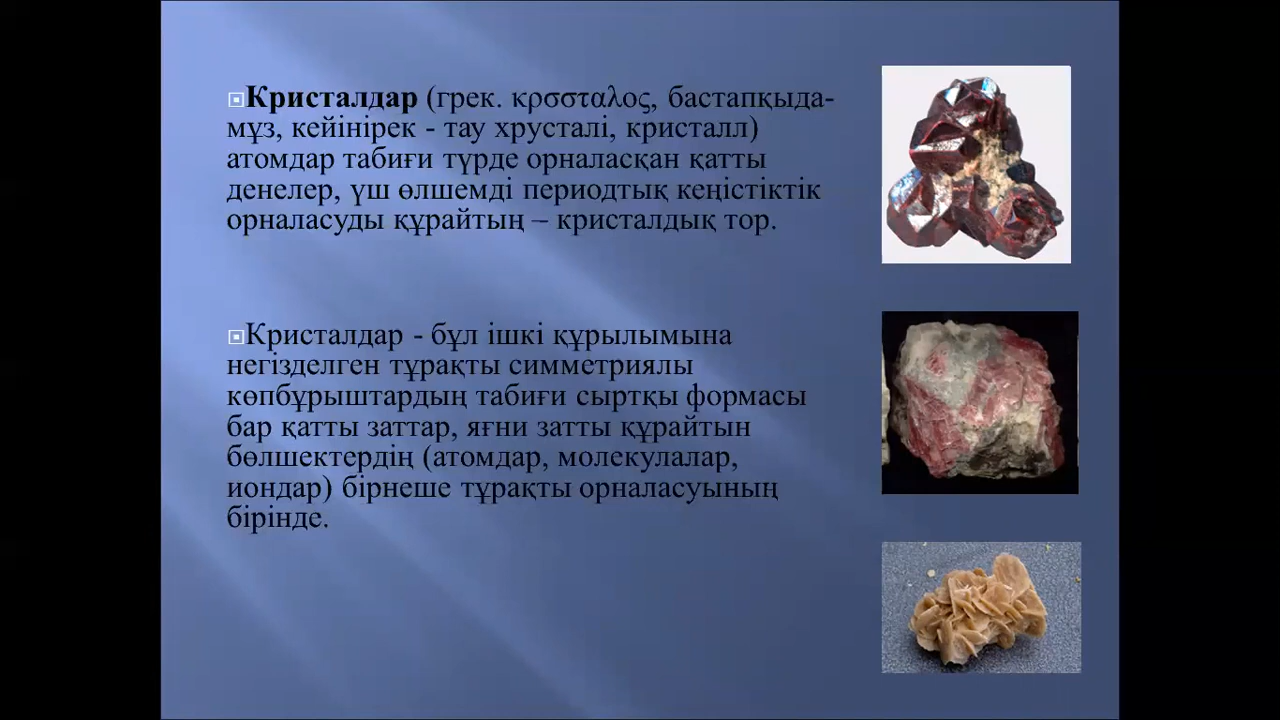 Кристалдар (грек. κρσσταλος, бастапқыда-
мұз, кейінірек - тау хрусталі, кристалл)
атомдар табиғи түрде орналасқан қатты
денелер, үш өлшемді периодтық кеңістіктік
орналасуды құрайтың – кристалдық тор.
Кристалдар - бұл ішкі құрылымына
негізделген тұрақты симметриялы
көпбұрыштардың табиғи сыртқы формасы
бар қатты заттар, яғни затты құрайтын
бөлшектердің (атомдар, молекулалар,
иондар) бірнеше тұрақты орналасуының
бірінде.